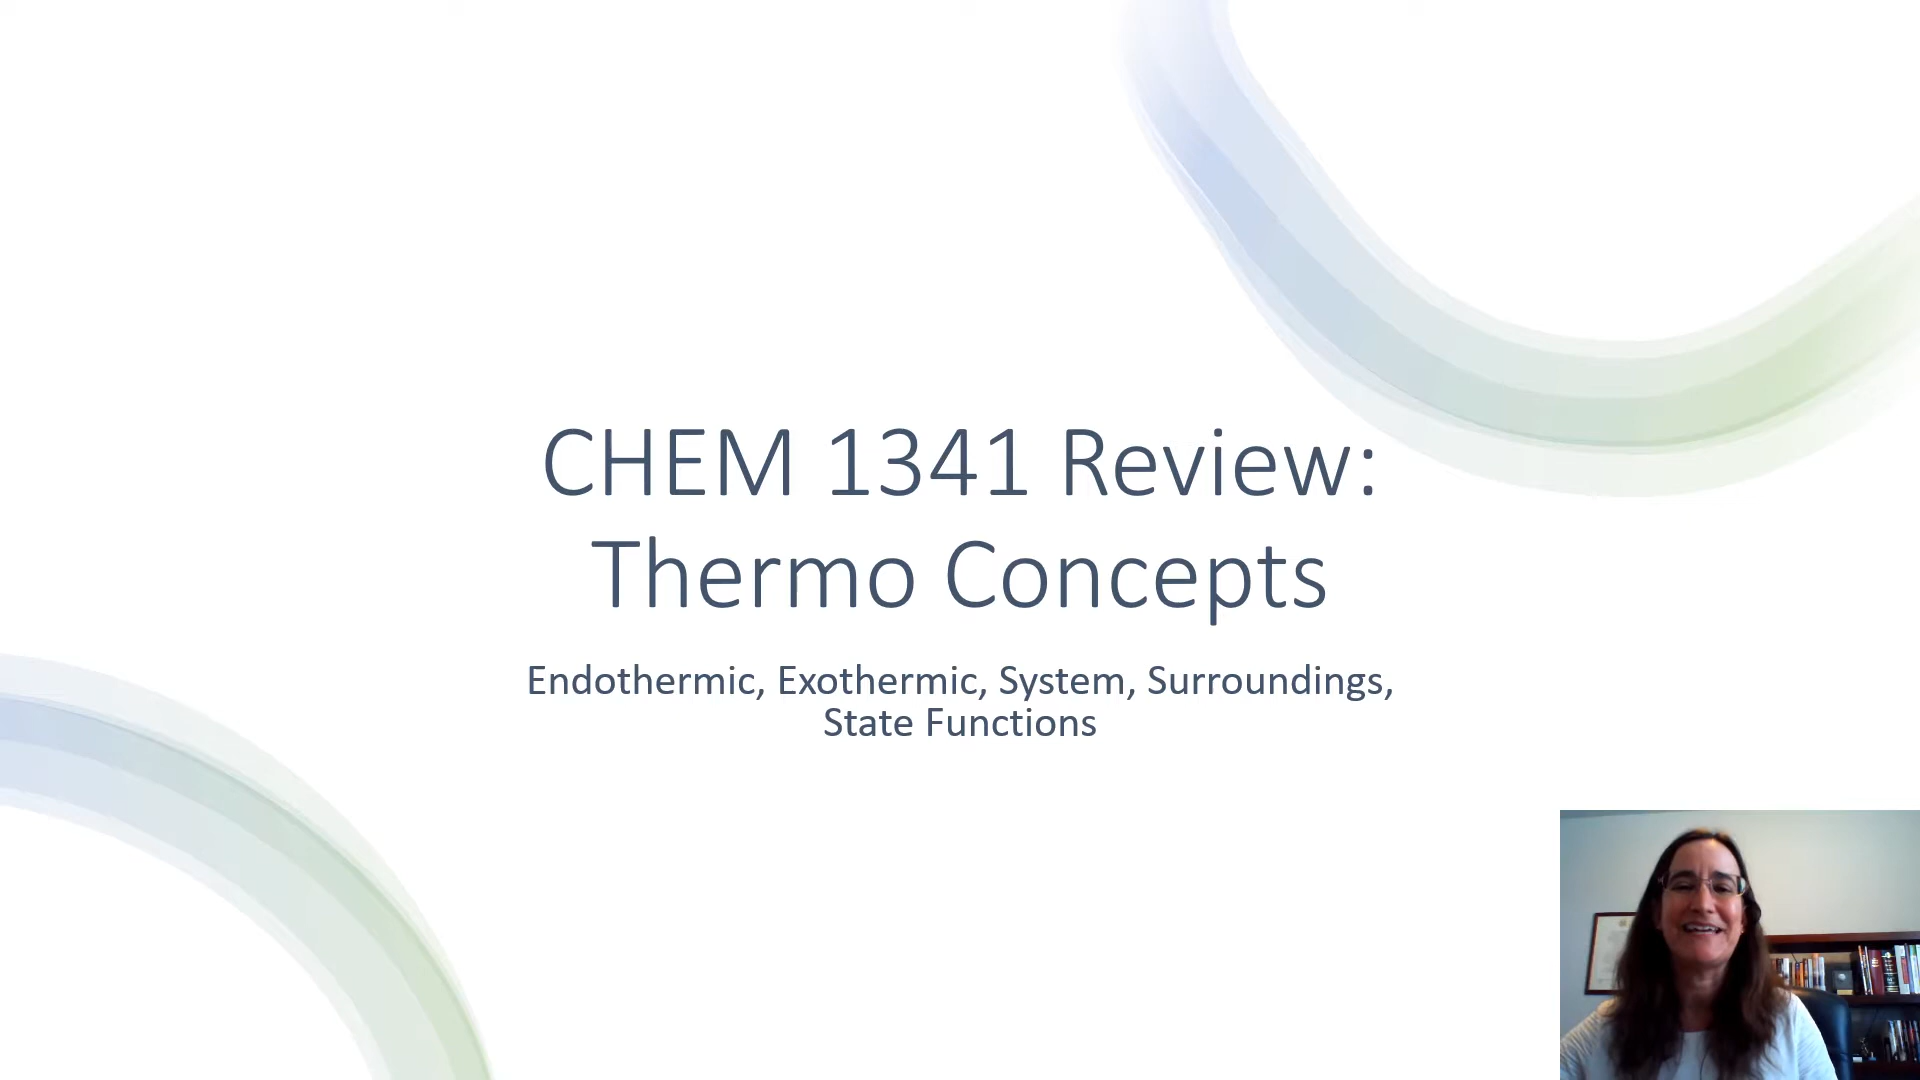 CHEM 1341 Review:
Thermo Concepts
Endothermic, Exothermic, System, Surroundings,
State Functions